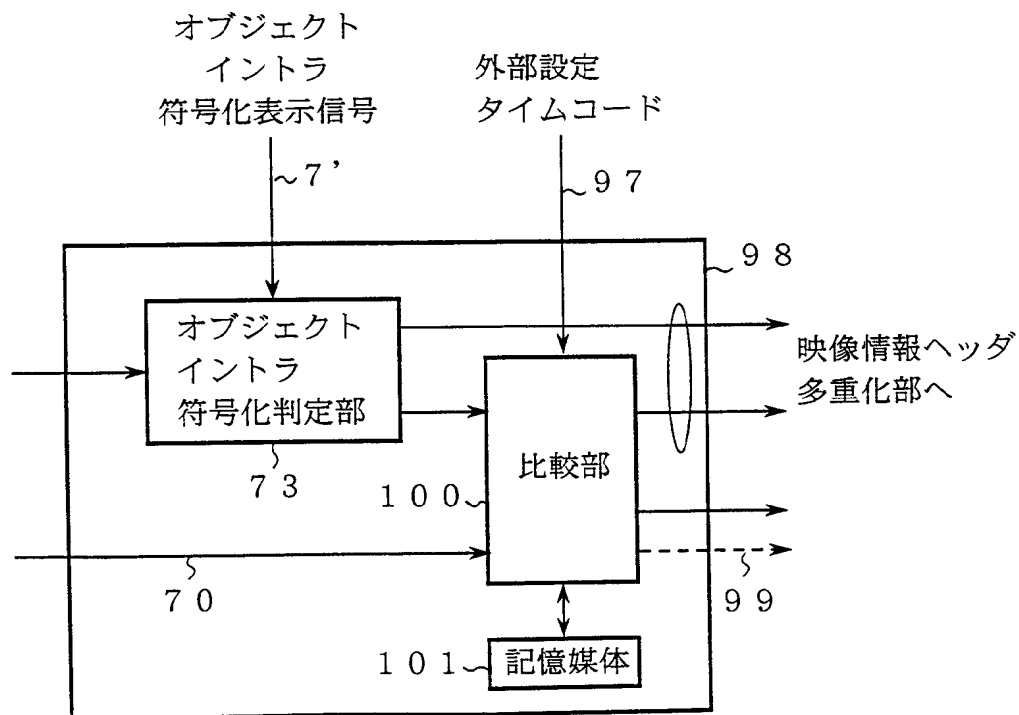 オブジェクト
イントラ
符号化表示信号
外部設定
タイムコード
7’
97
98
オブジェクト
イントラ
符号化判定部
映像情報ヘッダ
多重化部へ
73
100
比較部
70
99
101
記憶媒体